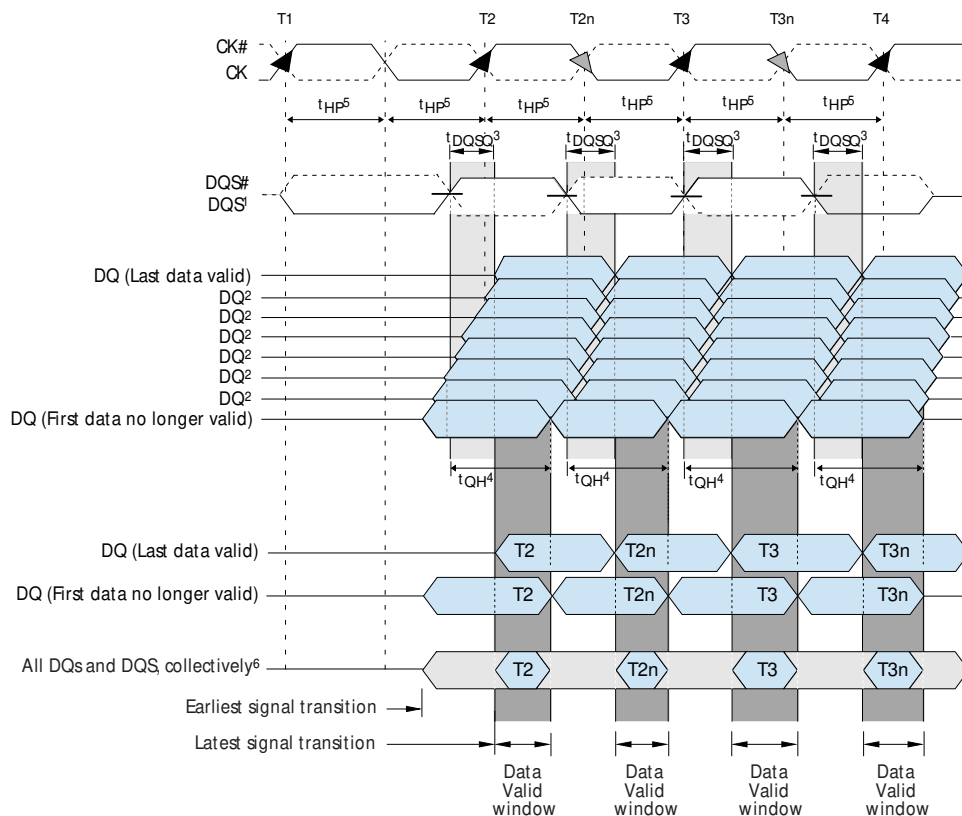 T1 T2 T2n T3 T3n T4
CK#
CK
tHP5 tHP5 tHP5 tHP5 tHP5 tHP5
tDQSQ3 tDQSQ3 tDQSQ3 tDQSQ3
DQS#
DQS1
DQ (Last data valid)
DQ2
DQ2
DQ2
DQ2
DQ2
DQ2
DQ (First data no longer valid)
tQH4 tQH4 tQH4 tQH4
DQ (Last data valid) T2 T2n T3 T3n
DQ (First data no longer valid) T2 T2n T3 T3n
All DQs and DQS, collectively6 T2 T2n T3 T3n
Earliest signal transition
Latest signal transition
Data Data Data Data
Valid Valid Valid Valid
window window window window